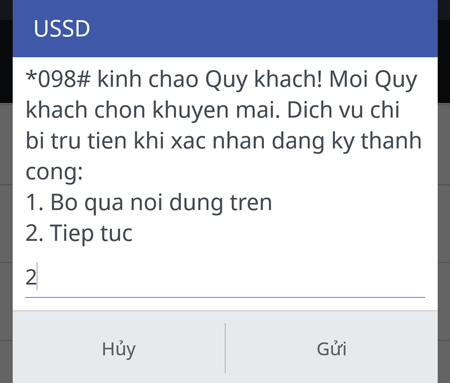 USSD
*098# kinh chao Quy khach! Moi Quy
khach chon khuyen mai. Dich vu chi
bi tru tien khi xac nhan dang ky thanh
cong:
1. Bo qua noi dung tren
2. Tiep tuc
2
Hủy
Gửi